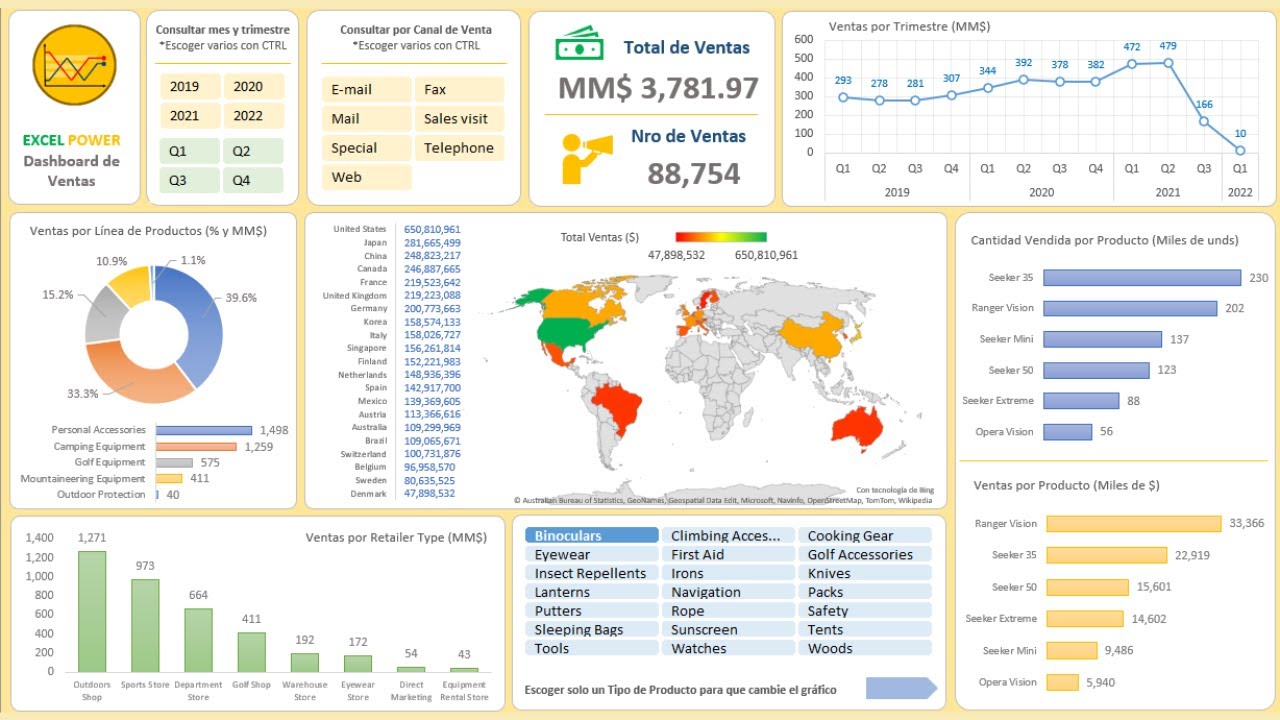 EXCEL POWER
Dashboard de
Ventas
Consultar mes y trimestre
*Escoger varios con CTRL
2019
2020
2021
2022
Q1
Q2
Q3
Q4
Consultar por Canal de Venta
*Escoger varios con CTRL
E-mail
Fax
Mail
Sales visit
Special
Telephone
Web
Total de Ventas
MM$ 3,781.97
Nro de Ventas
88,754
Ventas por Trimestre (MM$)
600
500
400
300
200
100
0
293
278
281
307
344
392
378
382
472
479
166
10
Q1 Q2 Q3 Q4 Q1 Q2 Q3 Q4 Q1 Q2 Q3 Q1
2019 2020 2021 2022
Ventas por Línea de Productos (% y MM$)
10.9%
1.1%
15.2%
39.6%
33.3%
Personal Accessories 1,498
Camping Equipment 1,259
Golf Equipment 575
Mountaineering Equipment 411
Outdoor Protection 40
United States 650,810,961
Japan 281,665,499
China 248,823,217
Canada 246,887,665
France 219,523,642
United Kingdom 219,223,088
Germany 200,773,663
Korea 158,574,133
Italy 158,026,727
Singapore 156,261,814
Finland 152,221,983
Netherlands 148,936,396
Spain 142,917,700
Mexico 139,369,605
Austria 113,366,616
Australia 109,299,969
Brazil 109,065,671
Switzerland 100,731,876
Belgium 96,958,570
Sweden 80,635,525
Denmark 47,898,532
Total Ventas ($)
47,898,532 650,810,961
Con tecnología de Bing
© Australian Bureau of Statistics, GeoNames, Geospatial Data Edit, Microsoft, Navinfo, OpenStreetMap, TomTom, Wikipedia
Cantidad Vendida por Producto (Miles de unds)
Seeker 35 230
Ranger Vision 202
Seeker Mini 137
Seeker 50 123
Seeker Extreme 88
Opera Vision 56
Ventas por Producto (Miles de $)
Ranger Vision 33,366
Seeker 35 22,919
Seeker 50 15,601
Seeker Extreme 14,602
Seeker Mini 9,486
Opera Vision 5,940
Ventas por Retailer Type (MM$)
1,400
1,200
1,000
800
600
400
200
0
1,271
973
664
411
192
172
54
43
Outdoors Shop
Sports Store
Department Store
Golf Shop
Warehouse Store
Eyewear Store
Direct Marketing
Equipment Rental Store
Binoculars
Climbing Acces...
Cooking Gear
Eyewear
First Aid
Golf Accessories
Insect Repellents
Irons
Knives
Lanterns
Navigation
Packs
Putters
Rope
Safety
Sleeping Bags
Sunscreen
Tents
Tools
Watches
Woods
Escoger solo un Tipo de Producto para que cambie el gráfico